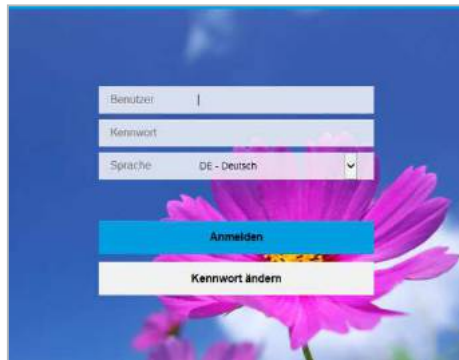 Benutzer
Kennwort
Sprache DE - Deutsch
Anmelden
Kennwort ändern